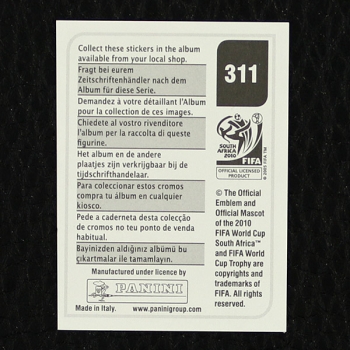 Collect these stickers in the album
available from your local shop.
Fragt bei eurem
Zeitschriftenhändler nach dem
Album für diese Serie.
Demandez à votre détaillant l'Album
pour la collection de ces images.
Chiedete al vostro rivenditore
l'album per la raccolta di queste
figurine.
Het album en de andere
plaatjes zijn verkrijgbaar bij de
tijdschrifthandelaar.
Para coleccionar estos cromos
compra tu álbum en cualquier
kiosco.
Pede a caderneta desta colecção
de cromos no teu ponto de venda
habitual.
Bayinizden aldığınız albümü bu
çıkartmalar ile tamamlayin.
Manufactured under licence by
PANINI
Made in Italy. www.paninigroup.com
311
SOUTH AFRICA
2010
FIFA
OFFICIAL LICENSED
PRODUCT
© The Official
Emblem and
Official Mascot
of the 2010
FIFA World Cup
South Africa™
and FIFA World
Cup Trophy are
copyrights and
trademarks of
FIFA. All rights
reserved.